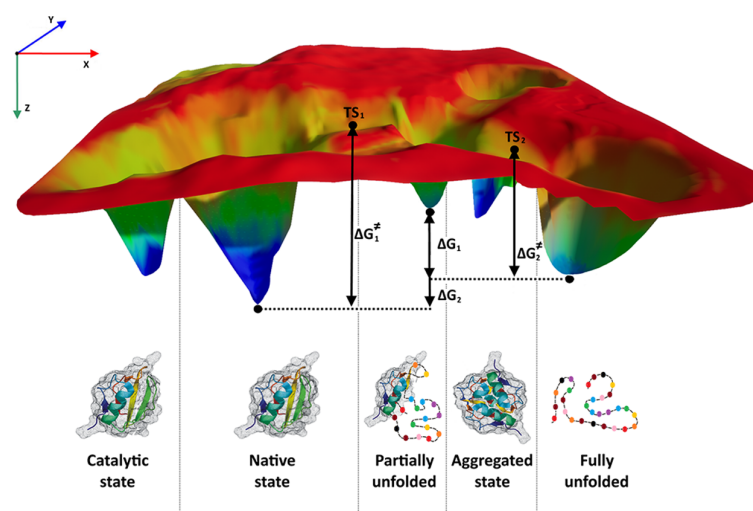 Y
X
Z
TS₁
TS₂
ΔG₁≠
ΔG₁
ΔG₂≠
ΔG₂
Catalytic
state
Native
state
Partially
unfolded
Aggregated
state
Fully
unfolded